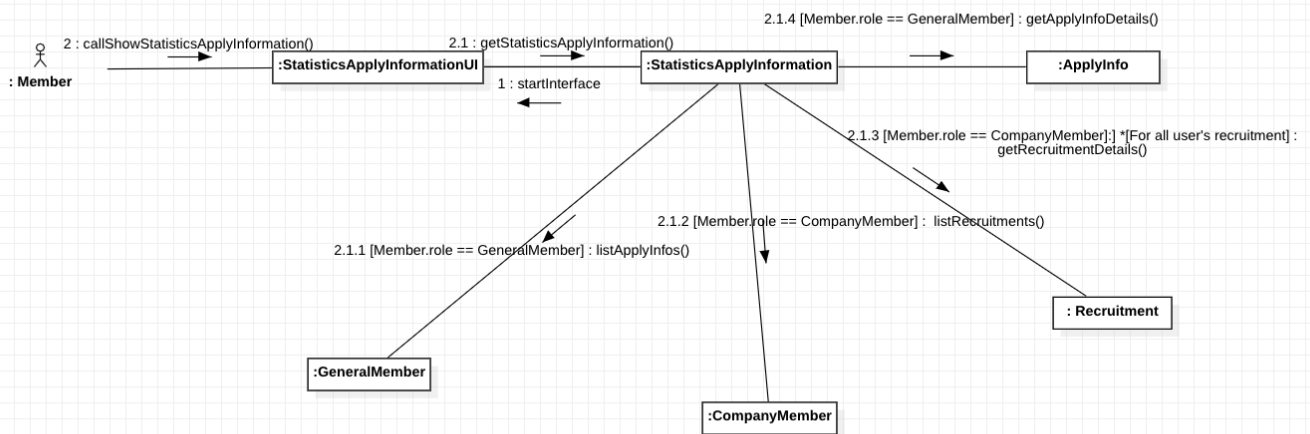 2.1.4 [Member.role == GeneralMember] : getApplyInfoDetails()
2 : callShowStatisticsApplyInformation()
2.1 : getStatisticsApplyInformation()
: Member
:StatisticsApplyInformationUI
:StatisticsApplyInformation
:ApplyInfo
1 : startInterface
2.1.3 [Member.role == CompanyMember]:] *[For all user's recruitment] :
getRecruitmentDetails()
2.1.2 [Member.role == CompanyMember] : listRecruitments()
2.1.1 [Member.role == GeneralMember] : listApplyInfos()
: Recruitment
:GeneralMember
:CompanyMember